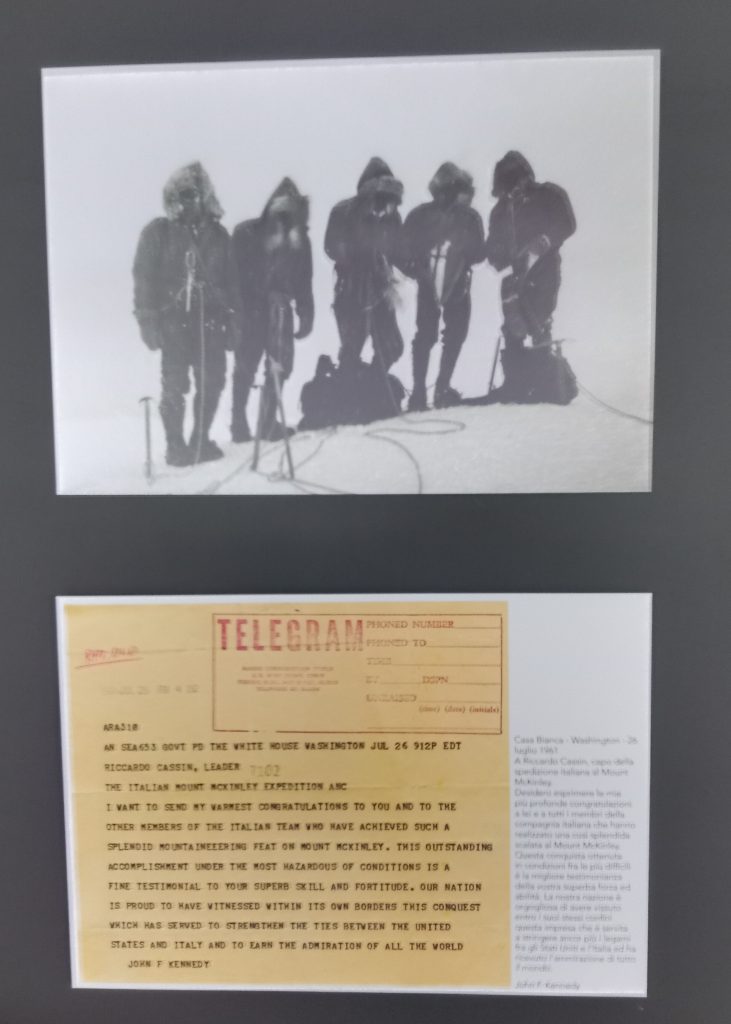 TELEGRAM
PHONED NUMBER
PHONED TO
TIME
BY DSPN
UNRAISED
(time) (date) (initials)
ARA310
AN SEA653 GOVT PD THE WHITE HOUSE WASHINGTON JUL 26 912P EDT
RICCARDO CASSIN, LEADER 7102
THE ITALIAN MOUNT MCKINLEY EXPEDITION ANC
I WANT TO SEND MY WARMEST CONGRATULATIONS TO YOU AND TO THE
OTHER MEMBERS OF THE ITALIAN TEAM WHO HAVE ACHIEVED SUCH A
SPLENDID MOUNTAINEEERING FEAT ON MOUNT MCKINLEY. THIS OUTSTANDING
ACCOMPLISHMENT UNDER THE MOST HAZARDOUS OF CONDITIONS IS A
FINE TESTIMONIAL TO YOUR SUPERB SKILL AND FORTITUDE. OUR NATION
IS PROUD TO HAVE WITNESSED WITHIN ITS OWN BORDERS THIS CONQUEST
WHICH HAS SERVED TO STRENGTHEN THE TIES BETWEEN THE UNITED
STATES AND ITALY AND TO EARN THE ADMIRATION OF ALL THE WORLD
JOHN F KENNEDY
Casa Bianca - Washington - 26
luglio 1961
A Riccardo Cassin, capo della
spedizione italiana al Mount
McKinley.
Desidero esprimere le mie
più profonde congratulazioni
a lei e a tutti i membri della
compagnia italiana che hanno
realizzato una così splendida
scalata al Mount McKinley.
Questa conquista ottenuta
in condizioni fra le più difficili
è la migliore testimonianza
della vostra superba forza ed
abilità. La nostra nazione è
orgogliosa di avere vissuto
entro i suoi stessi confini
questa impresa che è servita
a stringere ancor più i legami
fra gli Stati Uniti e l'Italia ed ha
ricevuto l'ammirazione di tutto
il mondo.
John F. Kennedy